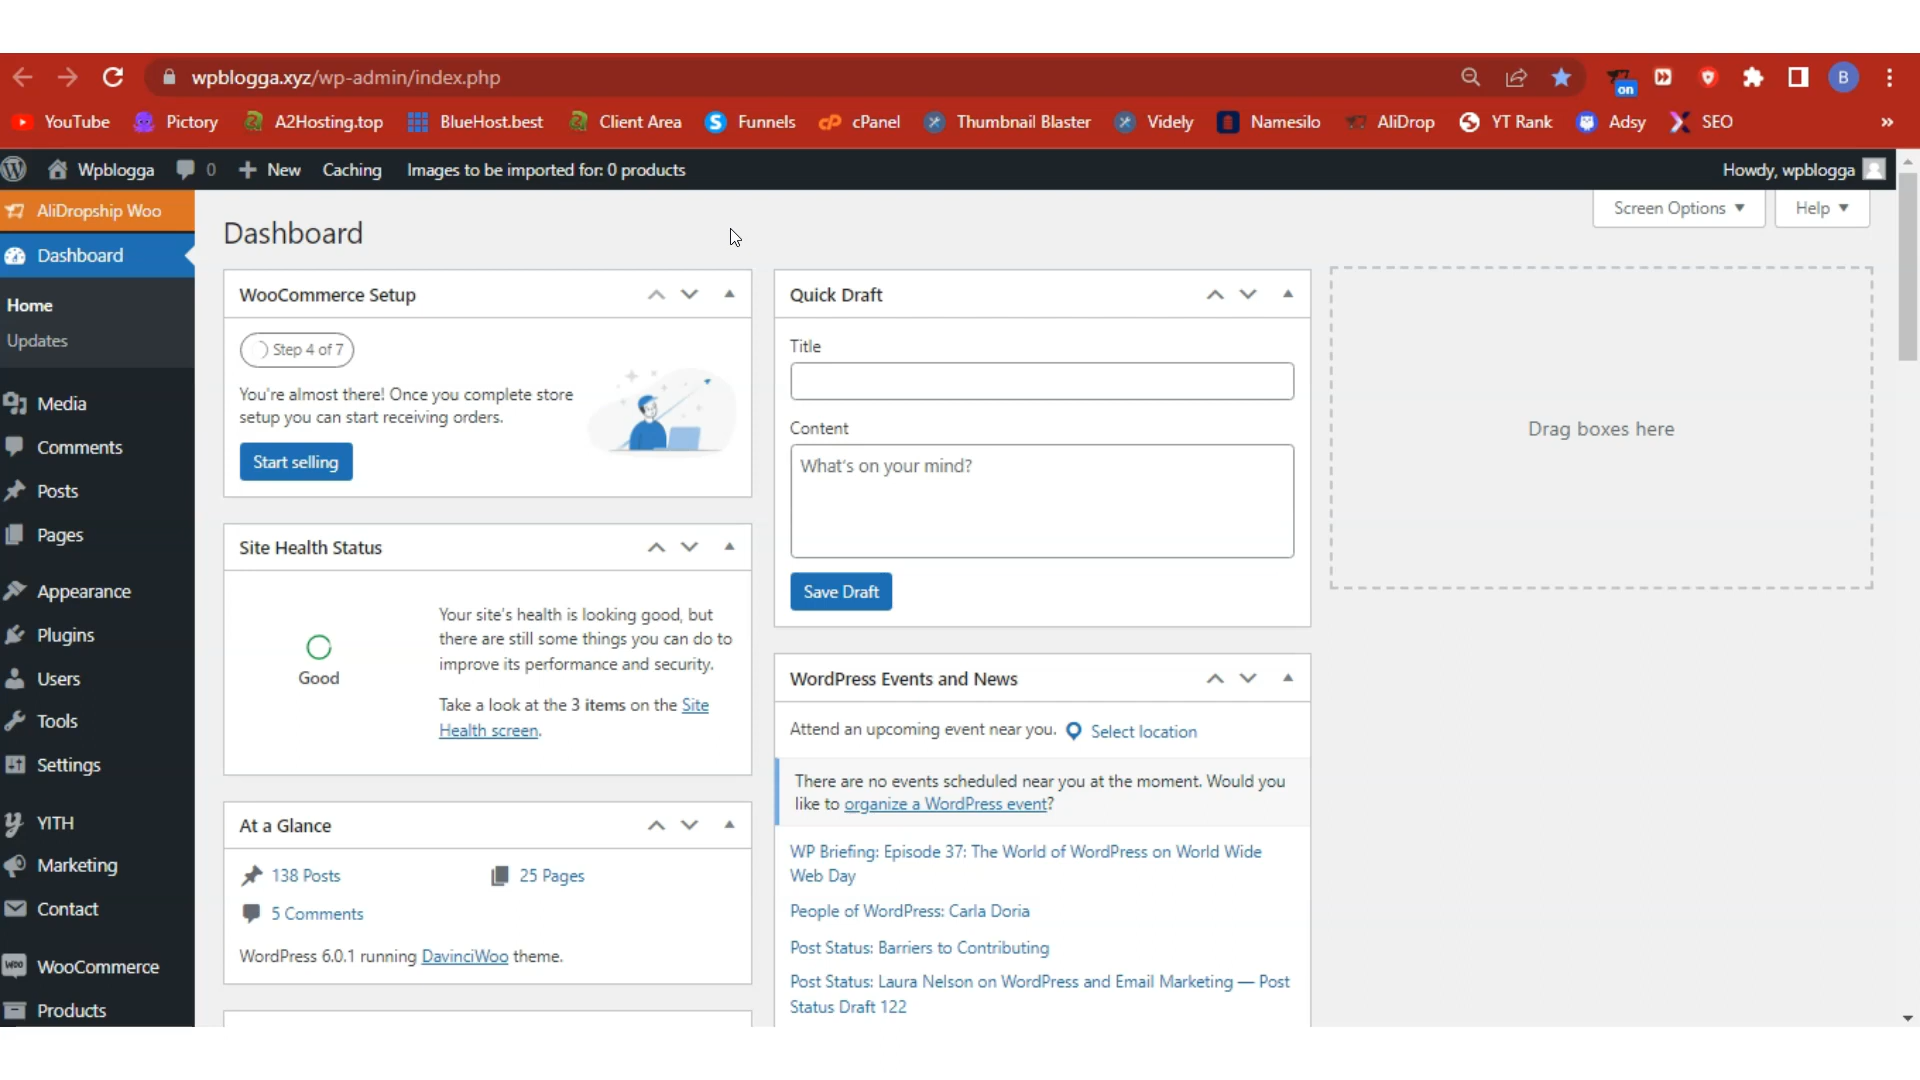 wpblogga.xyz/wp-admin/index.php
on
B
YouTube
Pictory
A2Hosting.top
BlueHost.best
Client Area
Funnels
cPanel
Thumbnail Blaster
Videly
Namesilo
AliDrop
YT Rank
Adsy
SEO
Wpblogga
0
New
Caching
Images to be imported for: 0 products
Howdy, wpblogga
AliDropship Woo
Dashboard
Home
Updates
Media
Comments
Posts
Pages
Appearance
Plugins
Users
Tools
Settings
YITH
Marketing
Contact
WooCommerce
Products
Dashboard
Screen Options
Help
WooCommerce Setup
Step 4 of 7
You're almost there! Once you complete store
setup you can start receiving orders.
Start selling
Site Health Status
Good
Your site's health is looking good, but
there are still some things you can do to
improve its performance and security.
Take a look at the 3 items on the Site
Health screen.
At a Glance
138 Posts
25 Pages
5 Comments
WordPress 6.0.1 running DavinciWoo theme.
Quick Draft
Title
Content
What's on your mind?
Save Draft
WordPress Events and News
Attend an upcoming event near you.
Select location
There are no events scheduled near you at the moment. Would you
like to organize a WordPress event?
WP Briefing: Episode 37: The World of WordPress on World Wide
Web Day
People of WordPress: Carla Doria
Post Status: Barriers to Contributing
Post Status: Laura Nelson on WordPress and Email Marketing — Post
Status Draft 122
Drag boxes here